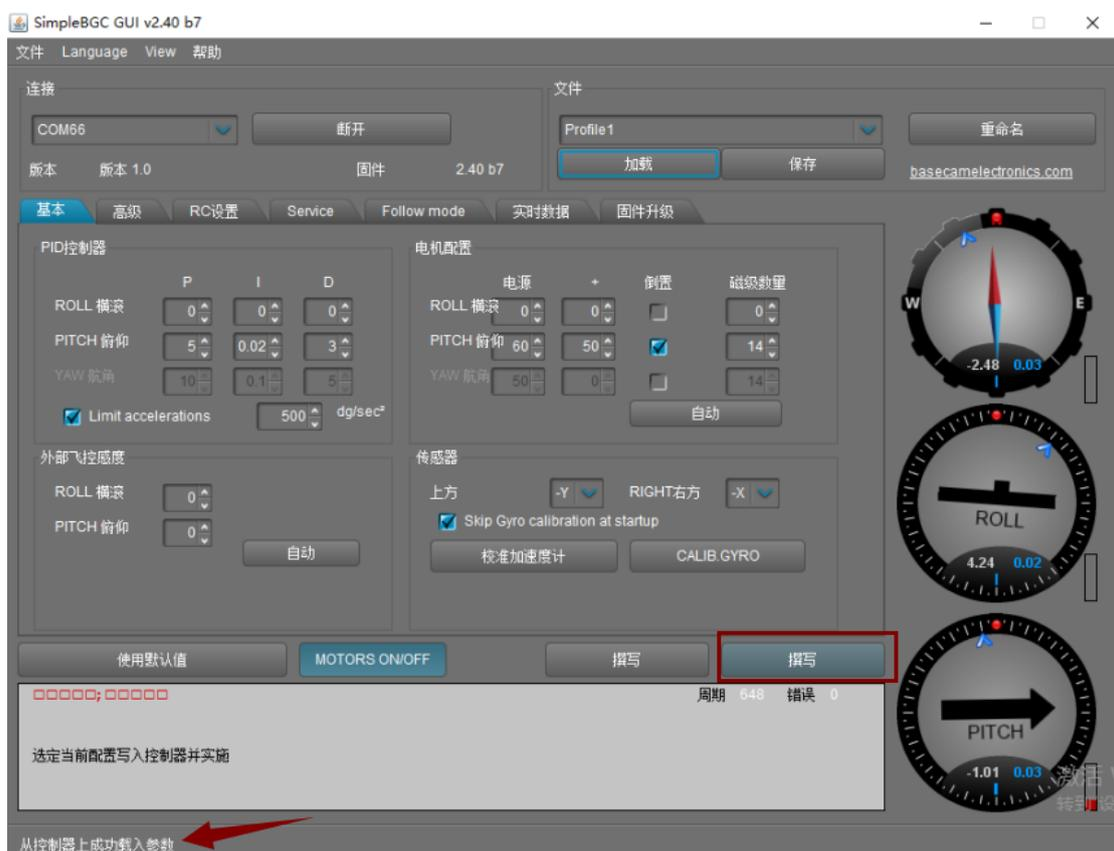 SimpleBGC GUI v2.40 b7
文件 Language View 帮助
连接
文件
COM66 断开
Profile1 重命名
加载 保存
版本 版本 1.0 固件 2.40 b7
basecamelectronics.com
基本 高级 RC设置 Service Follow mode 实时数据 固件升级
PID控制器
P I D
ROLL 横滚 0 0 0
PITCH 俯仰 5 0.02 3
YAW 航角 10 0.1 5
Limit accelerations 500 dg/sec²
电机配置
电源 + 倒置 磁级数量
ROLL 横滚 0 0 0
PITCH 俯仰 60 50 14
YAW 航角 50 0 14
自动
外部飞控感度
ROLL 横滚 0
PITCH 俯仰 0
自动
传感器
上方 -Y RIGHT右方 -X
Skip Gyro calibration at startup
校准加速度计 CALIB.GYRO
W E
-2.48 0.03
ROLL
4.24 0.02
PITCH
-1.01 0.03
使用默认值 MOTORS ON/OFF 撰写 撰写
周期 648 错误 0
选定当前配置写入控制器并实施
从控制器上成功载入参数
激活
转到